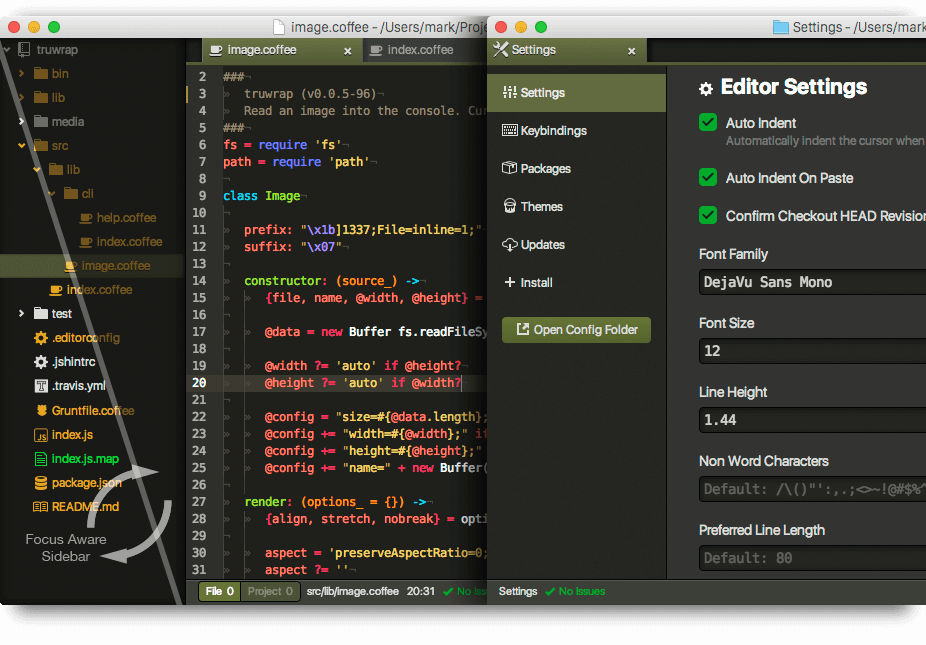 image.coffee - /Users/mark/Proje
truwrap
bin
lib
media
src
lib
cli
help.coffee
index.coffee
image.coffee
index.coffee
test
.editorconfig
.jshintrc
.travis.yml
Gruntfile.coffee
index.js
index.js.map
package.json
README.md
Focus Aware
Sidebar
image.coffee × index.coffee
2 ###¬
3 » truwrap (v0.0.5-96)¬
4 » Read an image into the console. Cu
5 ###¬
6 fs = require 'fs'¬
7 path = require 'path'¬
8 ¬
9 class Image¬
10 ¬
11 » prefix: "\x1b]1337;File=inline=1;"
12 » suffix: "\x07"¬
13 ¬
14 » constructor: (source_) ->¬
15 » » {file, name, @width, @height} =
16 ¬
17 » » @data = new Buffer fs.readFileSy
18 ¬
19 » » @width ?= 'auto' if @height?¬
20 » » @height ?= 'auto' if @width?
21 ¬
22 » » @config = "size=#{@data.length};
23 » » @config += "width=#{@width};" if
24 » » @config += "height=#{@height};"
25 » » @config += "name=" + new Buffer(
26 ¬
27 » render: (options_ = {}) ->¬
28 » » {align, stretch, nobreak} = opti
29 ¬
30 » » aspect = 'preserveAspectRatio=0;
31 » » aspect ?= ''¬
File 0 Project 0 src/lib/image.coffee 20:31 ✓ No Iss
Settings - /Users/mark
Settings ×
Settings
Keybindings
Packages
Themes
Updates
+ Install
Open Config Folder
Editor Settings
Auto Indent
Automatically indent the cursor when
Auto Indent On Paste
Confirm Checkout HEAD Revision
Font Family
DejaVu Sans Mono
Font Size
12
Line Height
1.44
Non Word Characters
Default: /\()"':,.;<>~!@#$%^
Preferred Line Length
Default: 80
Settings ✓ No Issues